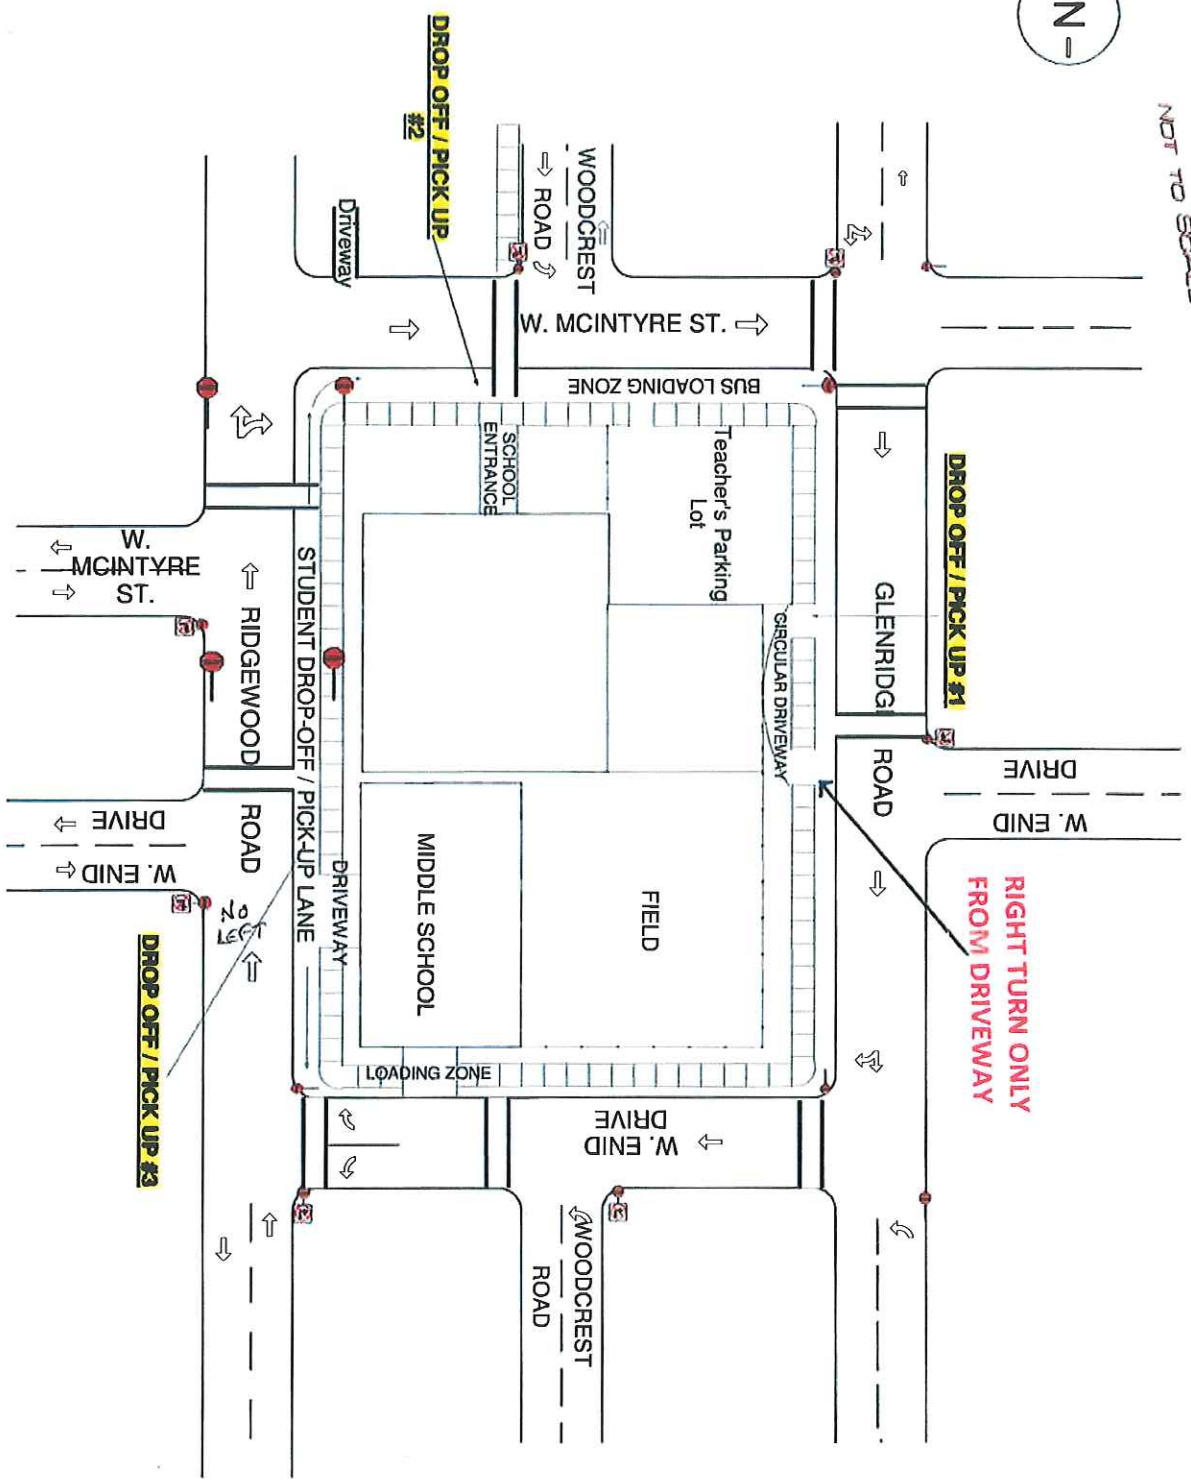 N
NOT TO SCALE
DROP OFF / PICK UP
#2
WOODCREST
ROAD
Driveway
W. MCINTYRE ST.
BUS LOADING ZONE
SCHOOL
ENTRANCE
Teacher's Parking
Lot
DROP OFF / PICK UP #1
GLENRIDGE
ROAD
CIRCULAR DRIVEWAY
W.
MCINTYRE
ST.
RIDGEWOOD
ROAD
STUDENT DROP-OFF / PICK-UP LANE
DRIVEWAY
MIDDLE SCHOOL
FIELD
W. ENID
DRIVE
W. ENID
DRIVE
NO
LEFT
RIGHT TURN ONLY
FROM DRIVEWAY
DROP OFF / PICK UP #3
LOADING ZONE
W. ENID
DRIVE
WOODCREST
ROAD